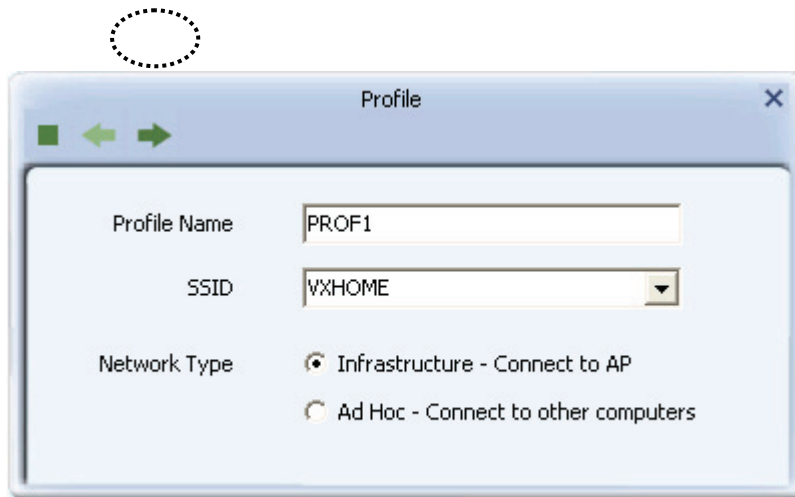 Profile
Profile Name PROF1
SSID VXHOME
Network Type Infrastructure - Connect to AP
Ad Hoc - Connect to other computers